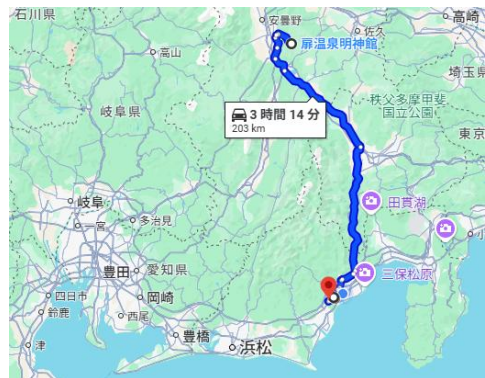 石川県
安曇野
佐久
高崎
高山
扉温泉明神館
埼玉県
3 時間 14 分
203 km
秩父多摩甲斐
国立公園
岐阜県
東京
田貫湖
岐阜
一宮
多治見
小
三保松原
豊田
愛知県
四日市
岡崎
鈴鹿
西尾
豊橋
浜松
津